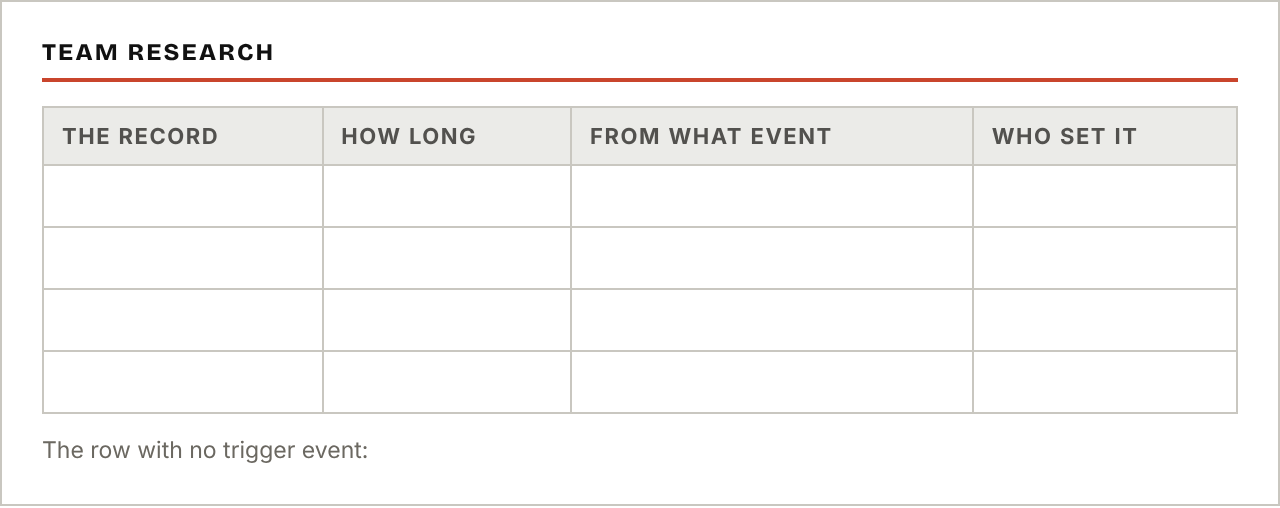 TEAM RESEARCH
THE RECORD HOW LONG FROM WHAT EVENT WHO SET IT
The row with no trigger event: